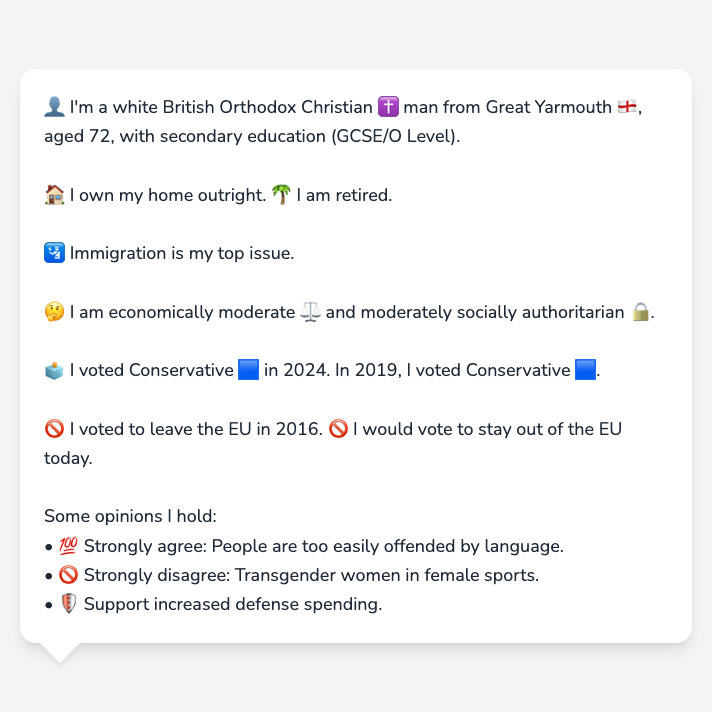 👤 I'm a white British Orthodox Christian ✝️ man from Great Yarmouth 🏴󠁧󠁢󠁥󠁮󠁧󠁿,
aged 72, with secondary education (GCSE/O Level).
🏠 I own my home outright. 🌴 I am retired.
🛂 Immigration is my top issue.
🤔 I am economically moderate ⚖️ and moderately socially authoritarian 🔒.
🗳️ I voted Conservative 🟦 in 2024. In 2019, I voted Conservative 🟦.
🚫 I voted to leave the EU in 2016. 🚫 I would vote to stay out of the EU
today.
Some opinions I hold:
• 💯 Strongly agree: People are too easily offended by language.
• 🚫 Strongly disagree: Transgender women in female sports.
• 🛡️ Support increased defense spending.